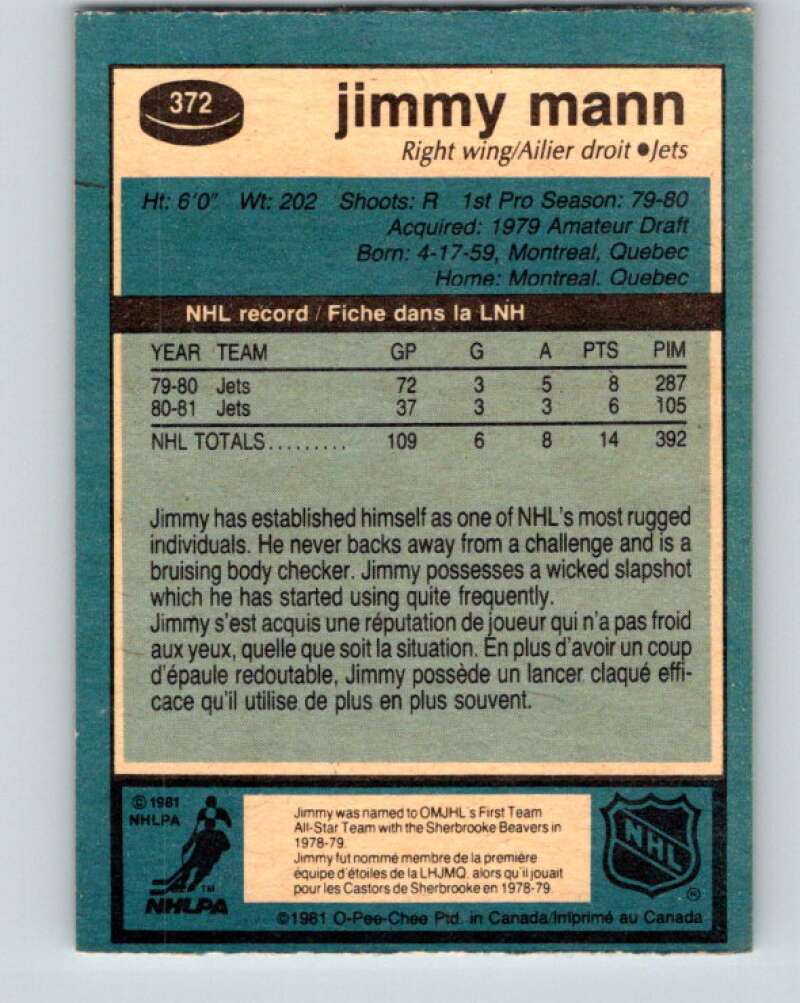 372
jimmy mann
Right wing/Ailier droit ●Jets
Ht: 6'0" Wt: 202 Shoots: R 1st Pro Season: 79-80
Acquired: 1979 Amateur Draft
Born: 4-17-59, Montreal, Quebec
Home: Montreal. Quebec
NHL record / Fiche dans la LNH
YEAR TEAM GP G A PTS PIM
79-80 Jets 72 3 5 8 287
80-81 Jets 37 3 3 6 105
NHL TOTALS......... 109 6 8 14 392
Jimmy has established himself as one of NHL's most rugged
individuals. He never backs away from a challenge and is a
bruising body checker. Jimmy possesses a wicked slapshot
which he has started using quite frequently.
Jimmy s'est acquis une réputation de joueur qui n'a pas froid
aux yeux, quelle que soit la situation. En plus d'avoir un coup
d'épaule redoutable, Jimmy possède un lancer claqué effi-
cace qu'il utilise de plus en plus souvent.
© 1981
NHLPA
TM
NHLPA
Jimmy was named to OMJHL's First Team
All-Star Team with the Sherbrooke Beavers in
1978-79.
Jimmy fut nommé membre de la première
équipe d'étoiles de la LHJMQ. alors qu'il jouait
pour les Castors de Sherbrooke en 1978-79.
NHL
®
©1981 O-Pee-Chee Ptd. in Canada/Imprimé au Canada